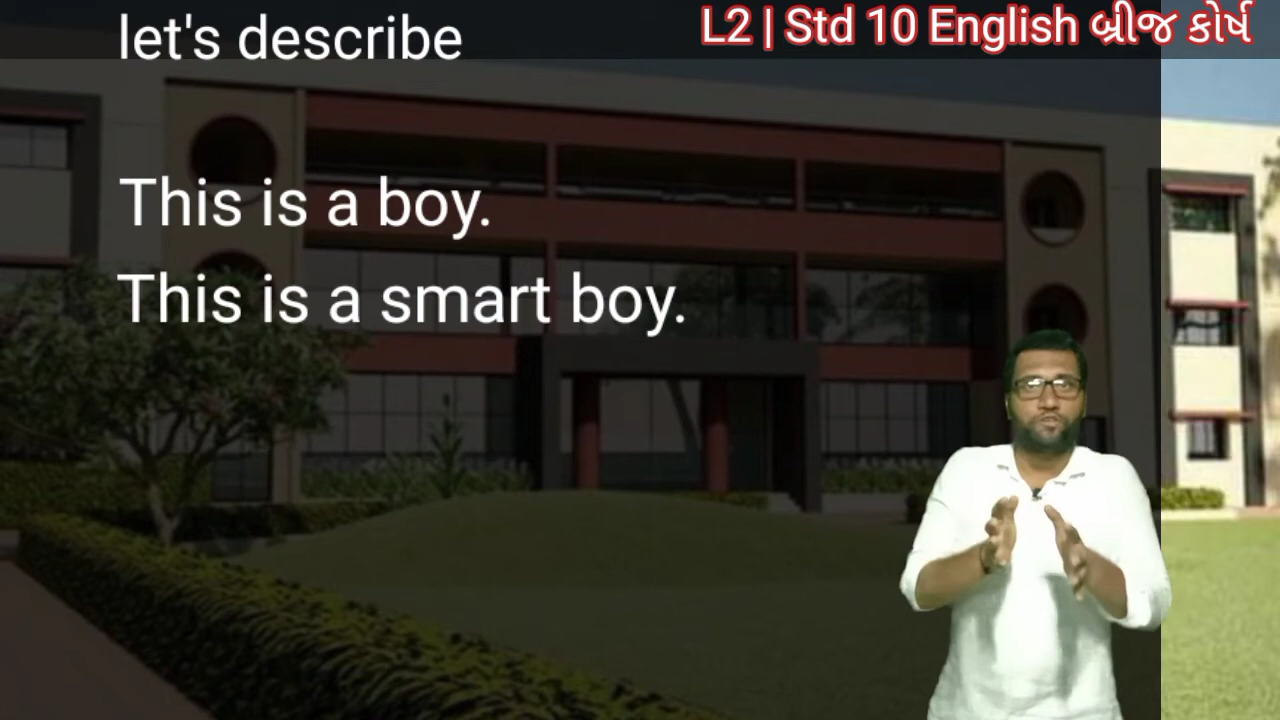 let's describe
L2 | Std 10 English બ્રીજ કોર્ષ
This is a boy.
This is a smart boy.